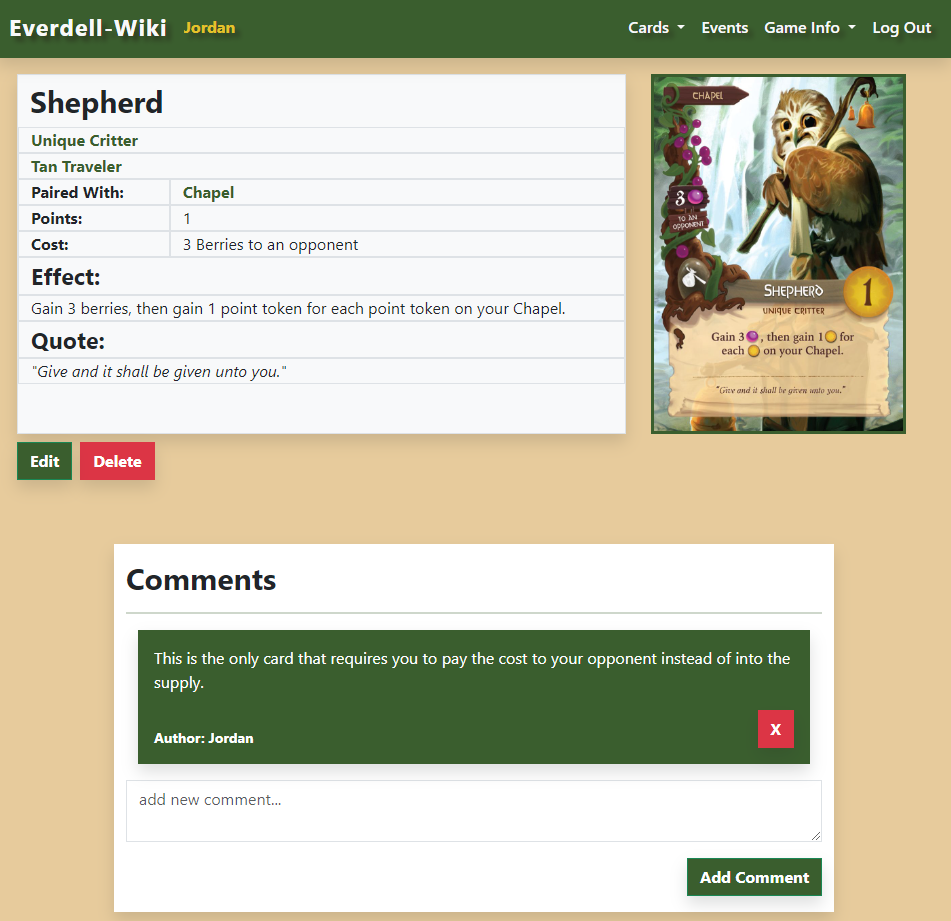 Everdell-Wiki Jordan Cards Events Game Info Log Out
Shepherd
Unique Critter
Tan Traveler
Paired With: Chapel
Points: 1
Cost: 3 Berries to an opponent
Effect:
Gain 3 berries, then gain 1 point token for each point token on your Chapel.
Quote:
"Give and it shall be given unto you."
CHAPEL
3
TO AN
OPPONENT
SHEPHERD
1
UNIQUE CRITTER
Gain 3 , then gain 1 for
each on your Chapel.
"Give and it shall be given unto you."
Edit Delete
Comments
This is the only card that requires you to pay the cost to your opponent instead of into the
supply.
Author: Jordan
X
add new comment...
Add Comment